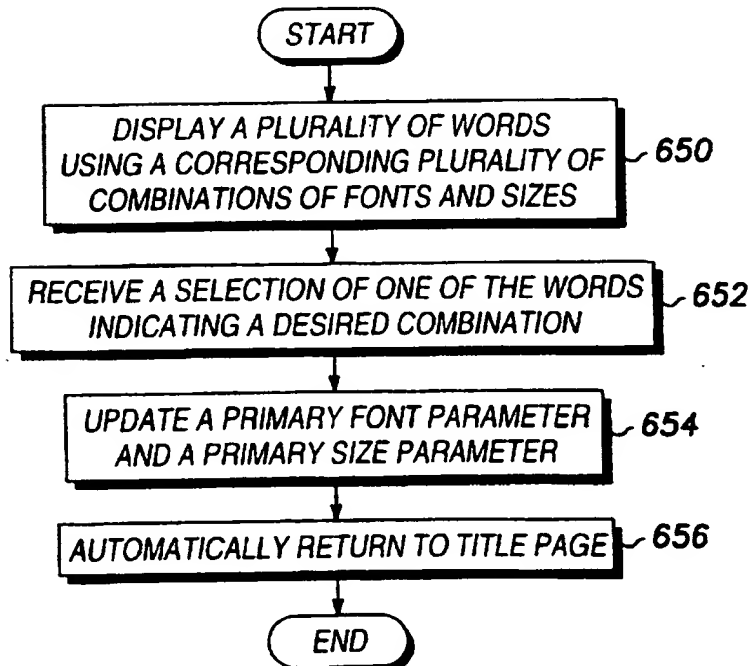 START
DISPLAY A PLURALITY OF WORDS
USING A CORRESPONDING PLURALITY OF
COMBINATIONS OF FONTS AND SIZES
650
RECEIVE A SELECTION OF ONE OF THE WORDS
INDICATING A DESIRED COMBINATION
652
UPDATE A PRIMARY FONT PARAMETER
AND A PRIMARY SIZE PARAMETER
654
AUTOMATICALLY RETURN TO TITLE PAGE
656
END